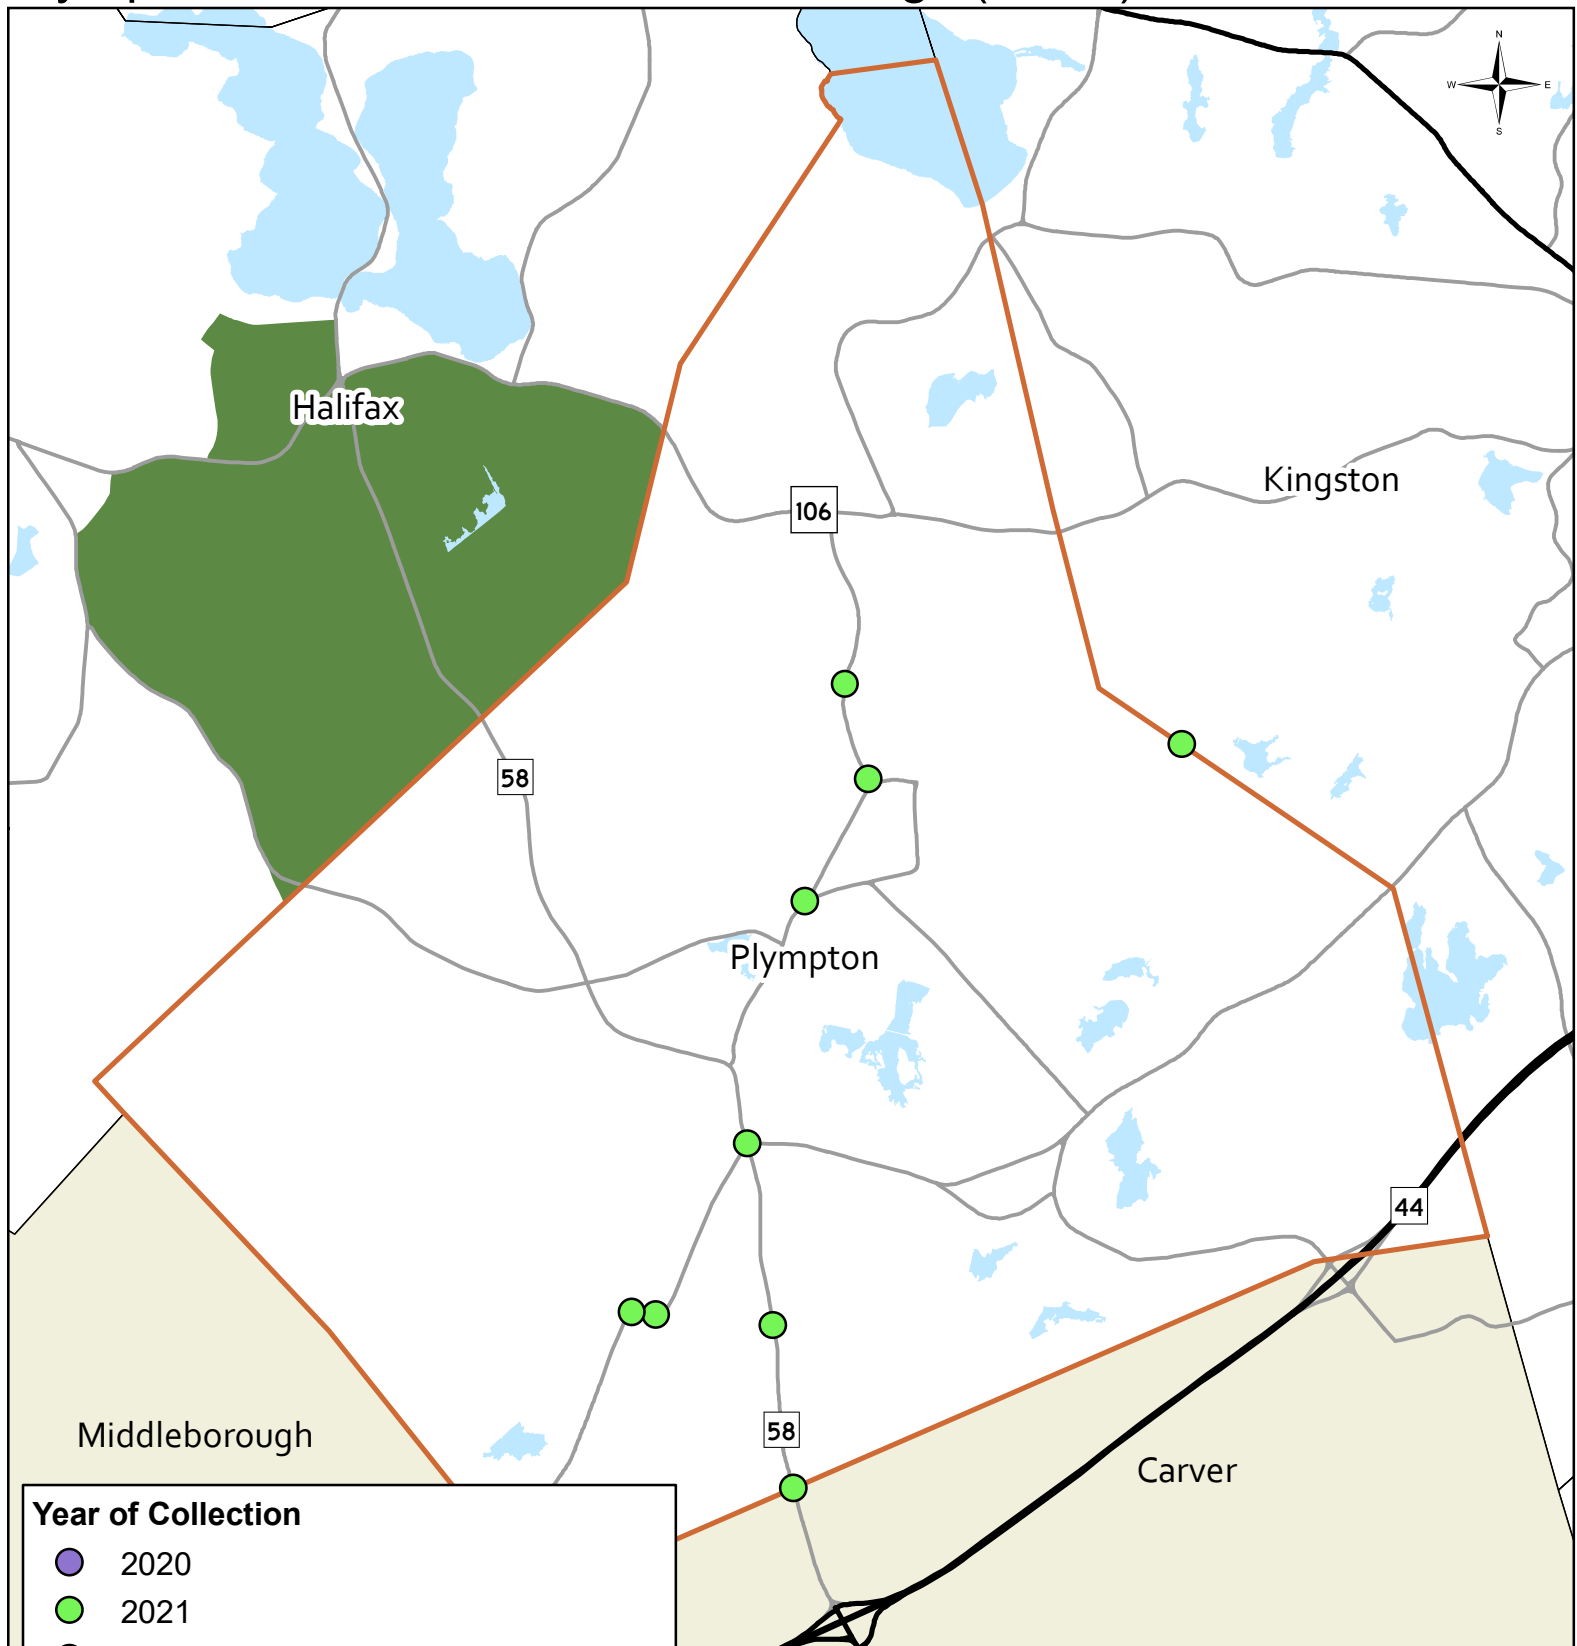 N
W E
S
Halifax
Kingston
106
58
Plympton
44
Middleborough
58
Carver
Year of Collection
2020
2021